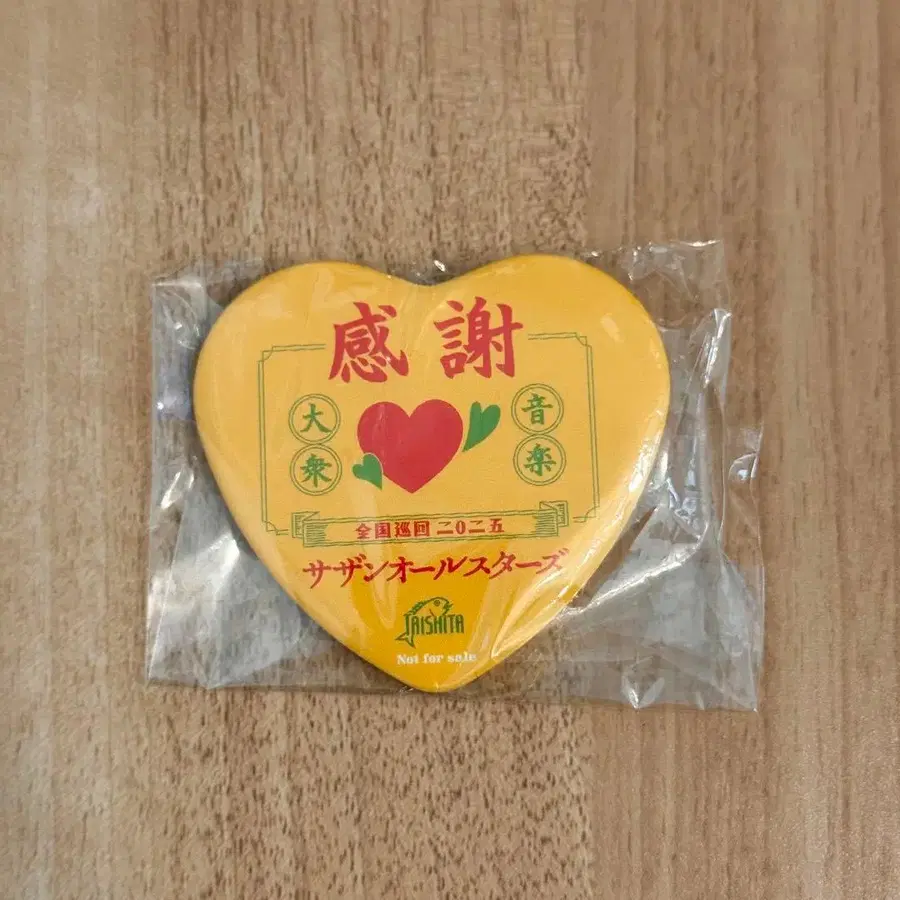 感謝
大衆
音楽
全国巡回二〇二五
サザンオールスターズ
TAISHITA
Not for sale